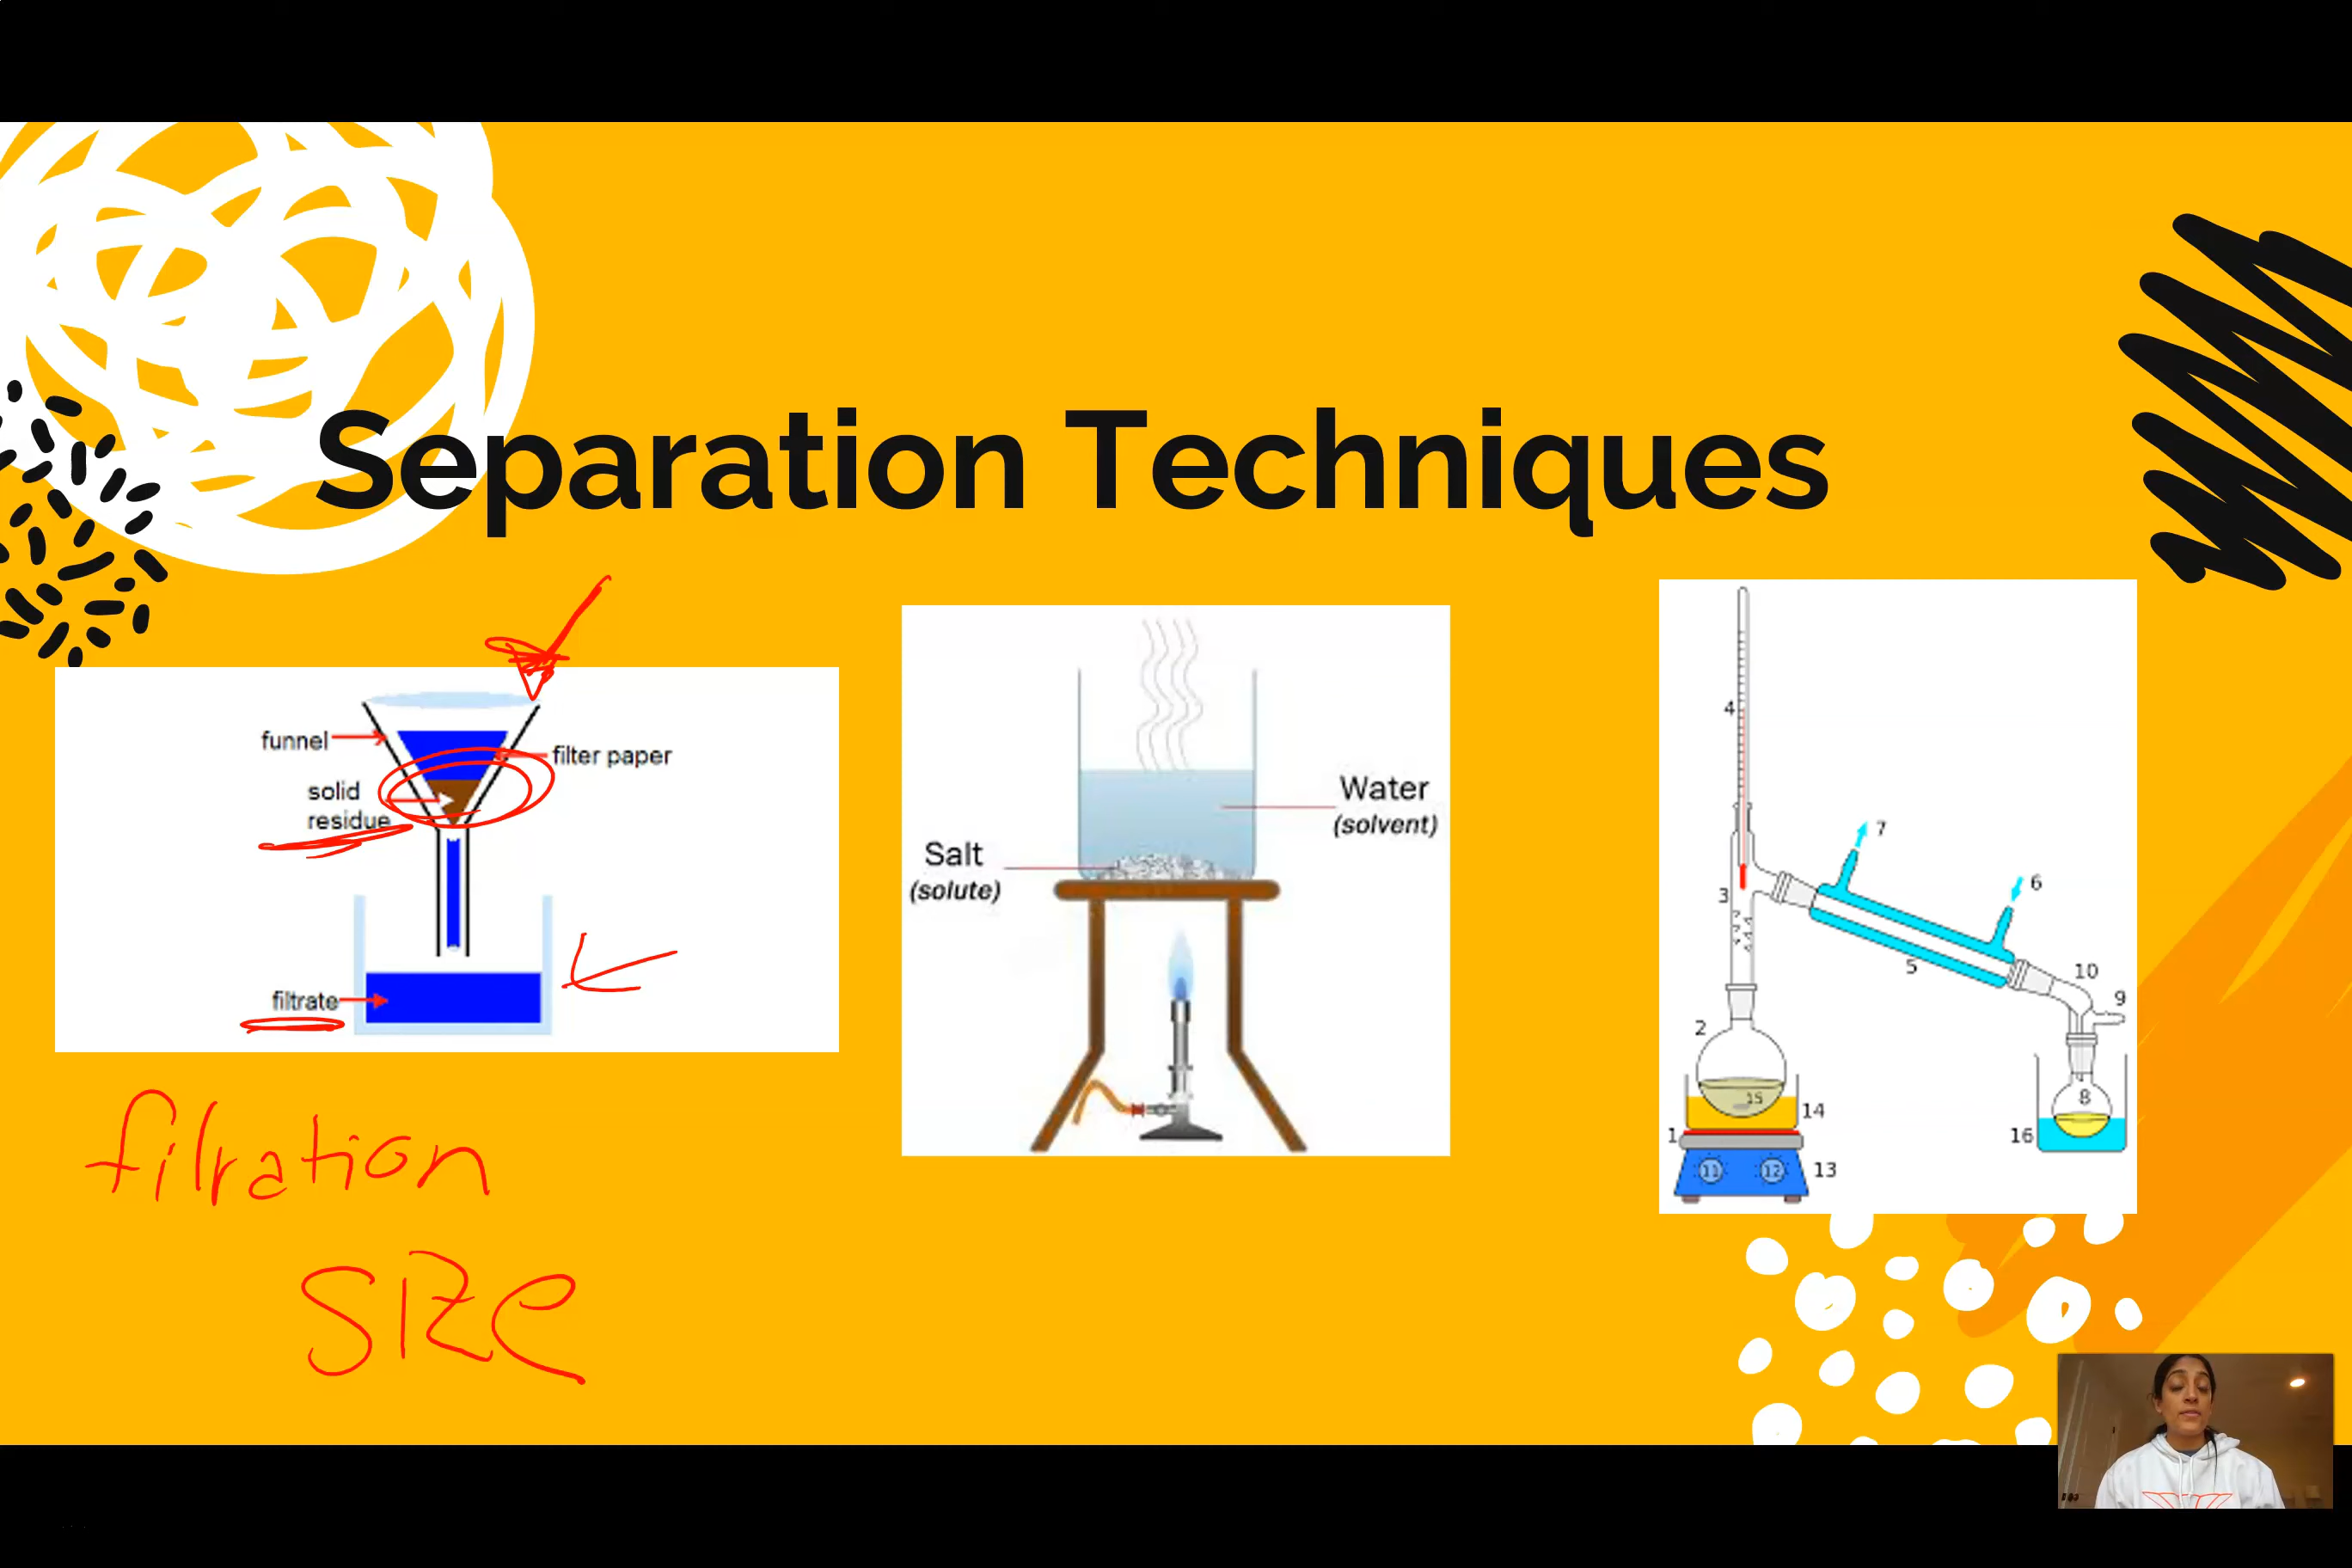 Separation Techniques
funnel
filter paper
solid
residue
filtrate
filration
size
Water
(solvent)
Salt
(solute)
4
7
6
3
5
10
9
2
15
8
14
1
16
11
12
13